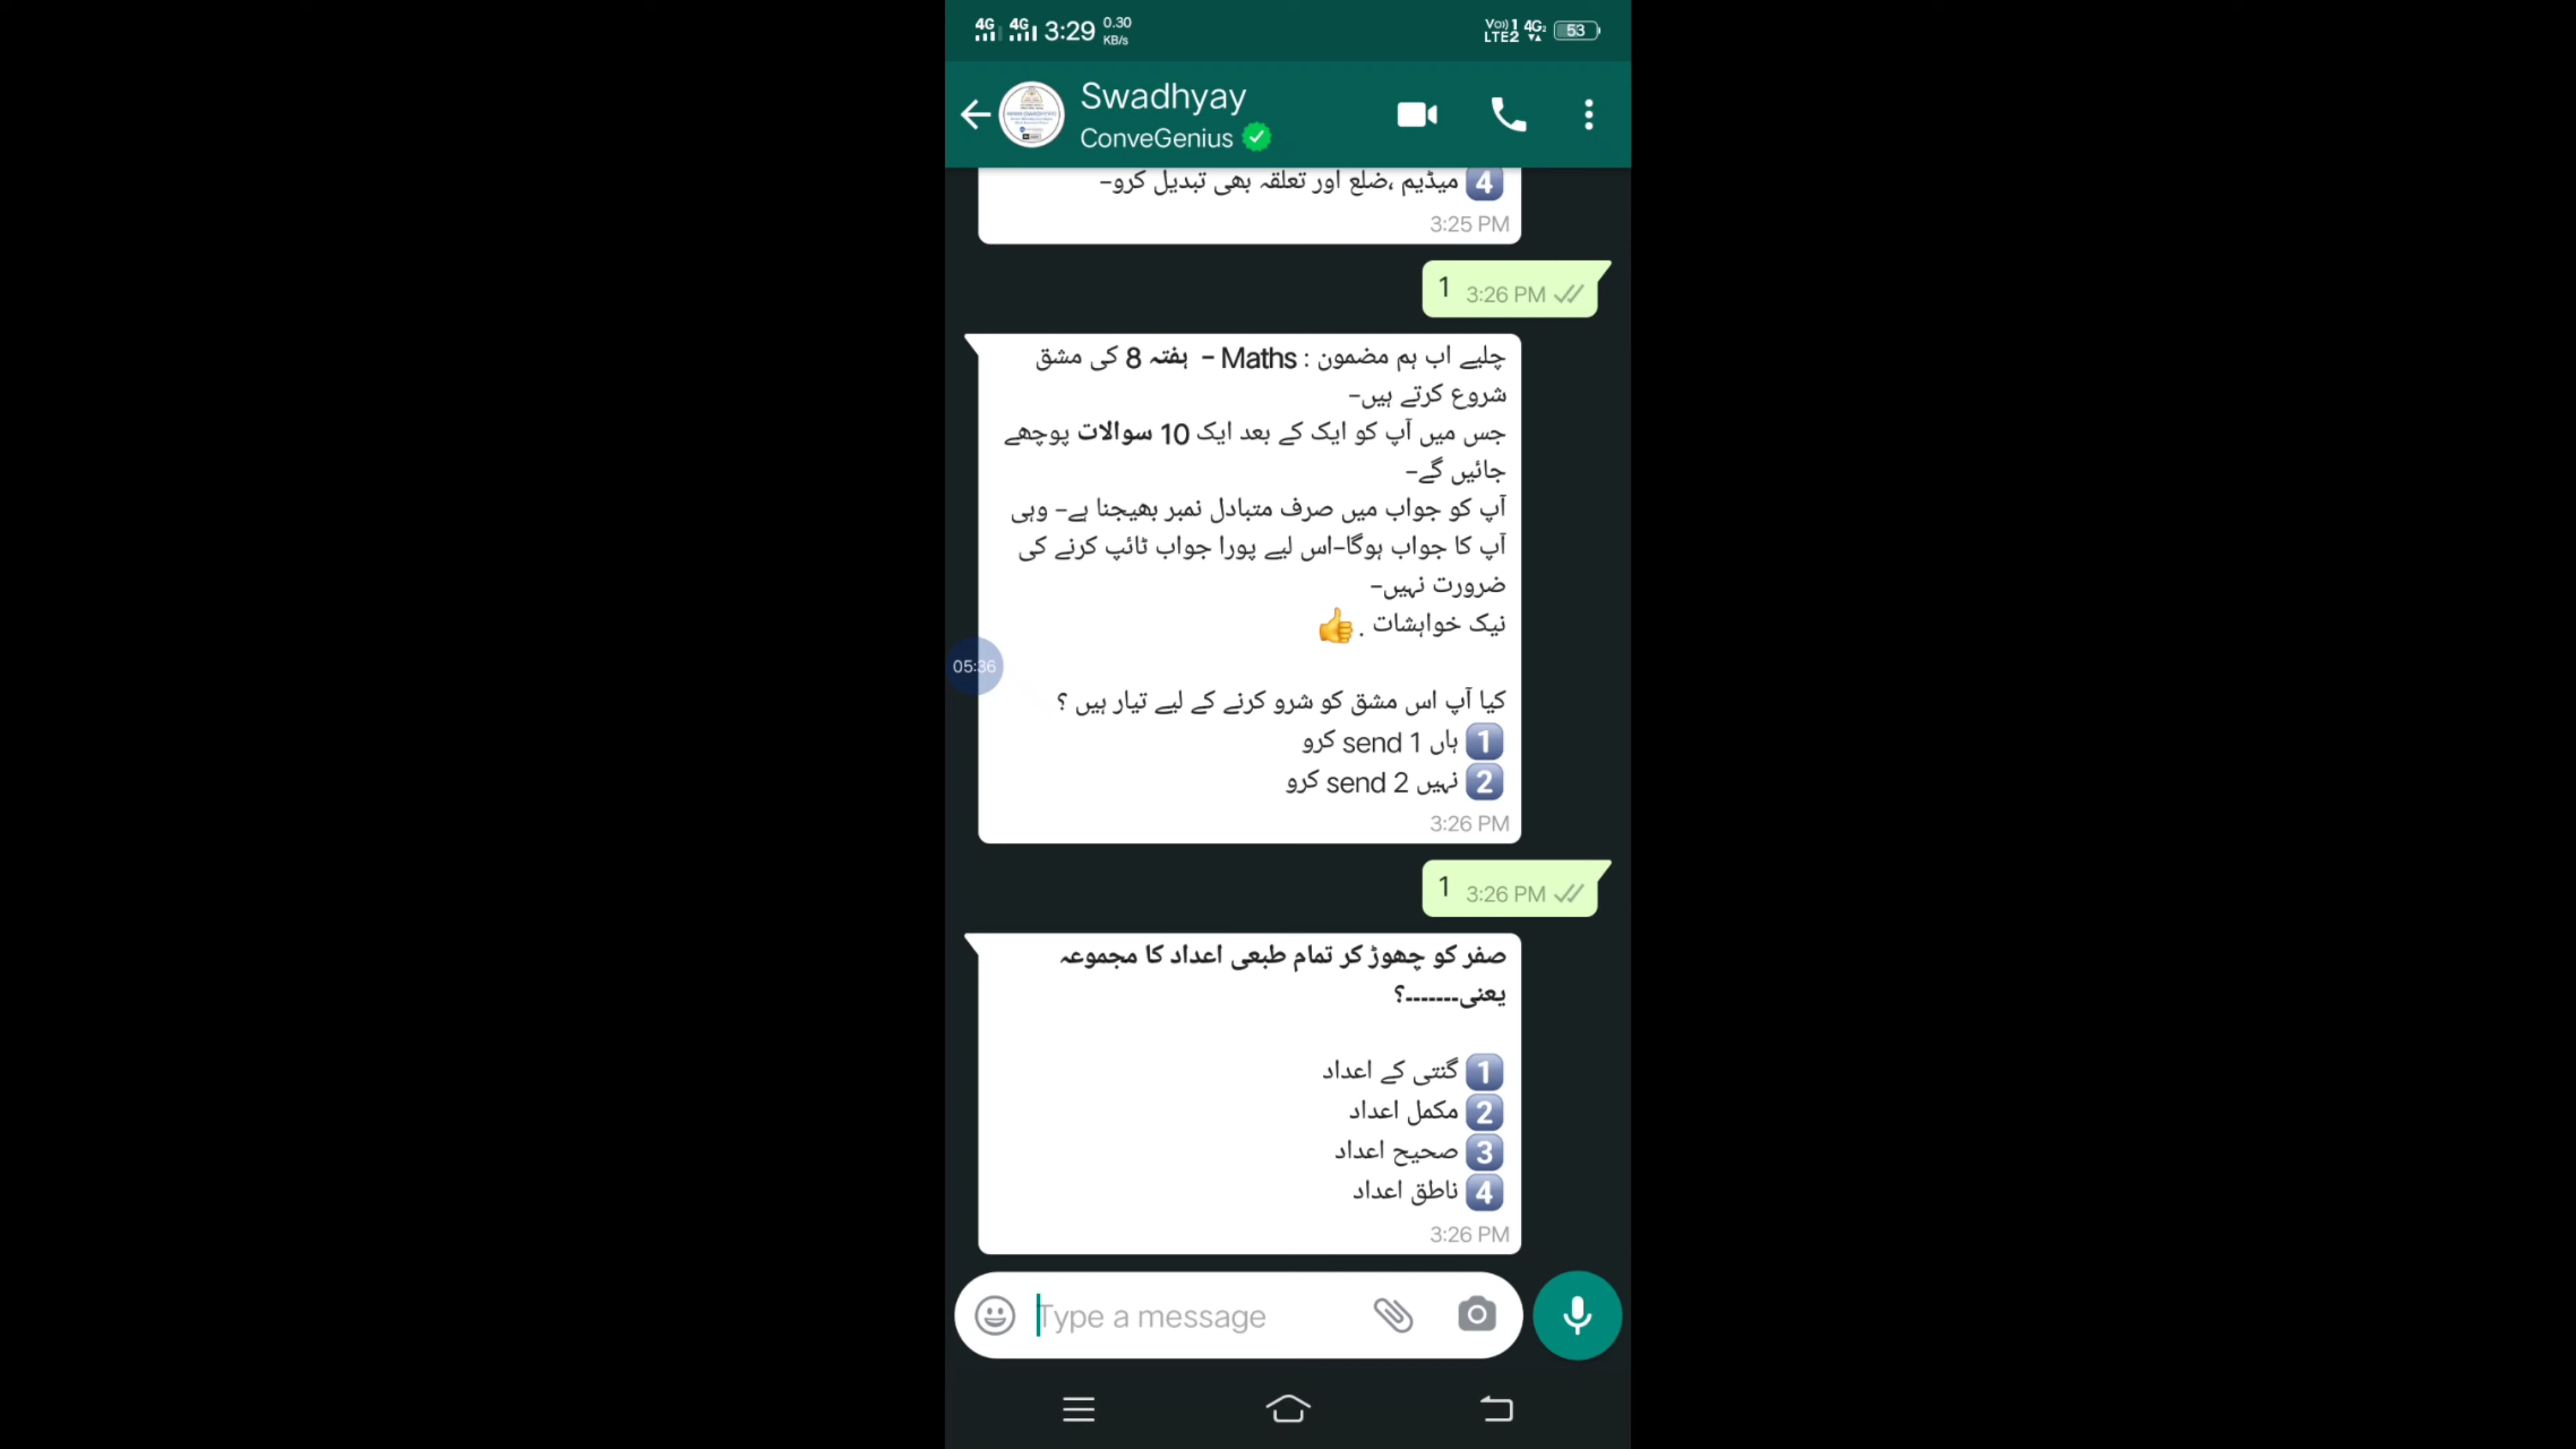 4G 4G 3:29 0.30 KB/s Vo)) 1 LTE2 4G2 53
Swadhyay
ConveGenius
4 میڈیم ،ضلع اور تعلقہ بھی تبدیل کرو-
3:25 PM
1 3:26 PM
چلیے اب ہم مضمون : Maths - ہفتہ 8 کی مشق
شروع کرتے ہیں-
جس میں آپ کو ایک کے بعد ایک 10 سوالات پوچھے
جائیں گے-
آپ کو جواب میں صرف متبادل نمبر بھیجنا ہے- وہی
آپ کا جواب ہوگا-اس لیے پورا جواب ٹائپ کرنے کی
ضرورت نہیں-
نیک خواہشات . 👍
05:36
کیا آپ اس مشق کو شرو کرنے کے لیے تیار ہیں ؟
1 ہاں send 1 کرو
2 نہیں send 2 کرو
3:26 PM
1 3:26 PM
صفر کو چھوڑ کر تمام طبعی اعداد کا مجموعہ
یعنی-------؟
1 گنتی کے اعداد
2 مکمل اعداد
3 صحیح اعداد
4 ناطق اعداد
3:26 PM
Type a message